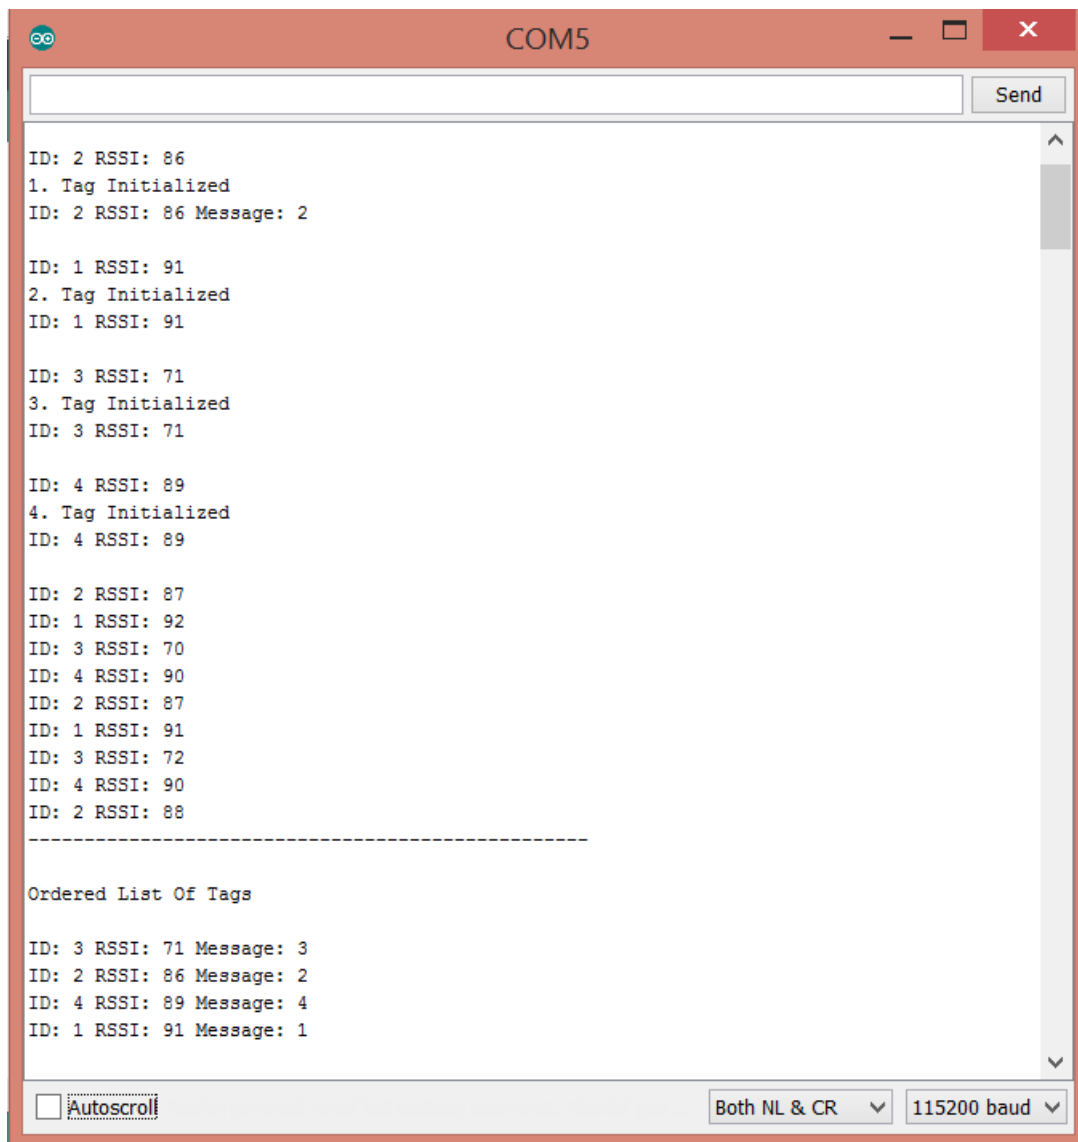 COM5
Send
ID: 2 RSSI: 86
1. Tag Initialized
ID: 2 RSSI: 86 Message: 2
ID: 1 RSSI: 91
2. Tag Initialized
ID: 1 RSSI: 91
ID: 3 RSSI: 71
3. Tag Initialized
ID: 3 RSSI: 71
ID: 4 RSSI: 89
4. Tag Initialized
ID: 4 RSSI: 89
ID: 2 RSSI: 87
ID: 1 RSSI: 92
ID: 3 RSSI: 70
ID: 4 RSSI: 90
ID: 2 RSSI: 87
ID: 1 RSSI: 91
ID: 3 RSSI: 72
ID: 4 RSSI: 90
ID: 2 RSSI: 88
--------------------------------------------------
Ordered List Of Tags
ID: 3 RSSI: 71 Message: 3
ID: 2 RSSI: 86 Message: 2
ID: 4 RSSI: 89 Message: 4
ID: 1 RSSI: 91 Message: 1
Autoscroll Both NL & CR 115200 baud